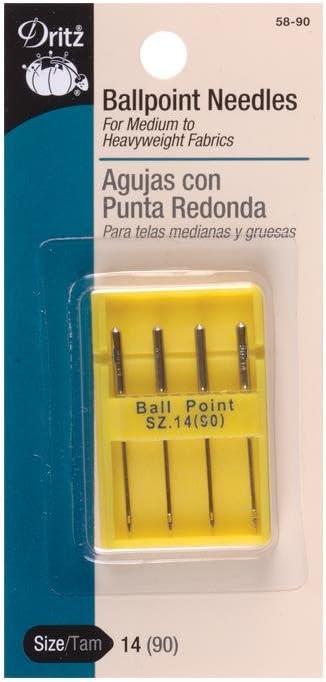 58-90
Dritz®
Ballpoint Needles
For Medium to
Heavyweight Fabrics
Agujas con
Punta Redonda
Para telas medianas y gruesas
Ball Point
SZ.14(90)
Size/Tam 14 (90)